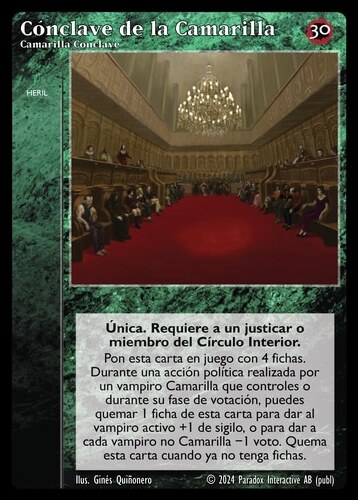 Cónclave de la Camarilla
30
Camarilla Conclave
HERIL
Única. Requiere a un justicar o
miembro del Círculo Interior.
Pon esta carta en juego con 4 fichas.
Durante una acción política realizada por
un vampiro Camarilla que controles o
durante su fase de votación, puedes
quemar 1 ficha de esta carta para dar al
vampiro activo +1 de sigilo, o para dar a
cada vampiro no Camarilla −1 voto. Quema
esta carta cuando ya no tenga fichas.
Ilus. Ginés Quiñonero
© 2024 Paradox Interactive AB (publ)